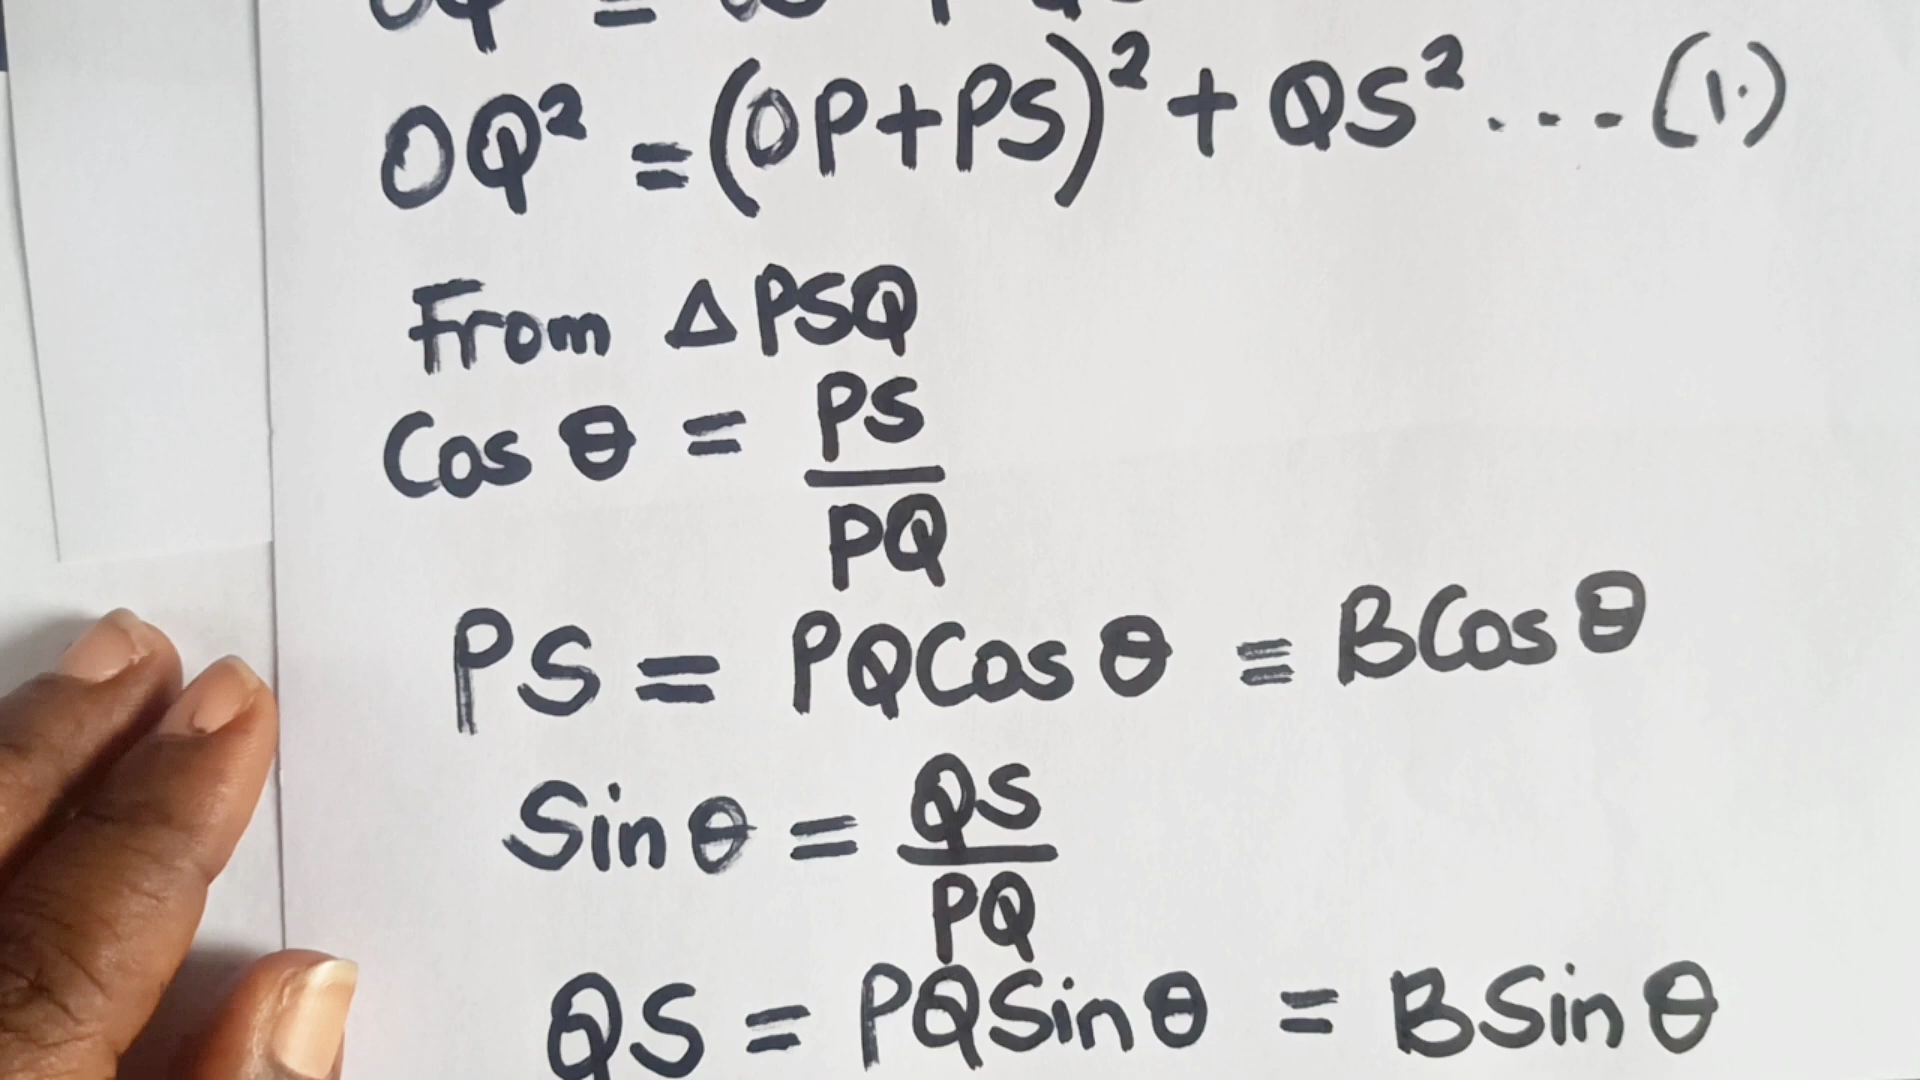 OQ² = (OP+PS)² + QS² ... (1.)
From Δ PSQ
Cos θ = PS/PQ
PS = PQCos θ ≡ BCos θ
Sin θ = QS/PQ
QS = PQSin θ = BSin θ